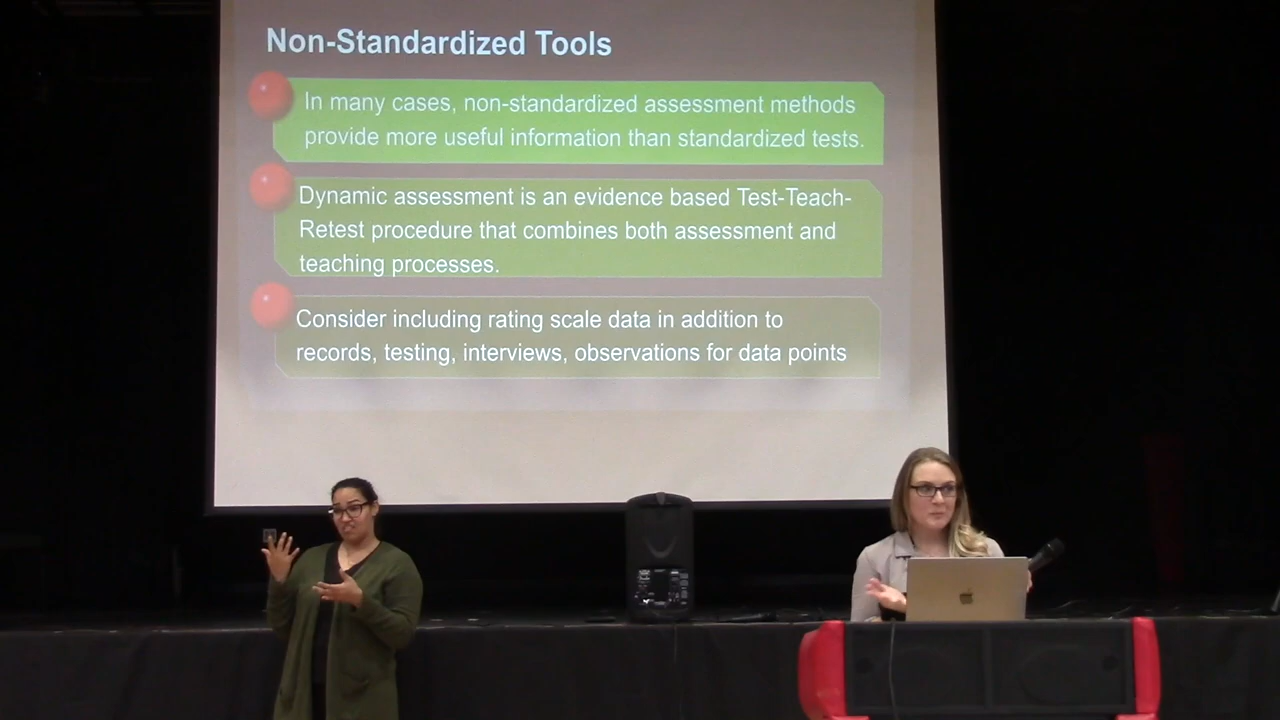 Non-Standardized Tools
In many cases, non-standardized assessment methods
provide more useful information than standardized tests.
Dynamic assessment is an evidence based Test-Teach-
Retest procedure that combines both assessment and
teaching processes.
Consider including rating scale data in addition to
records, testing, interviews, observations for data points